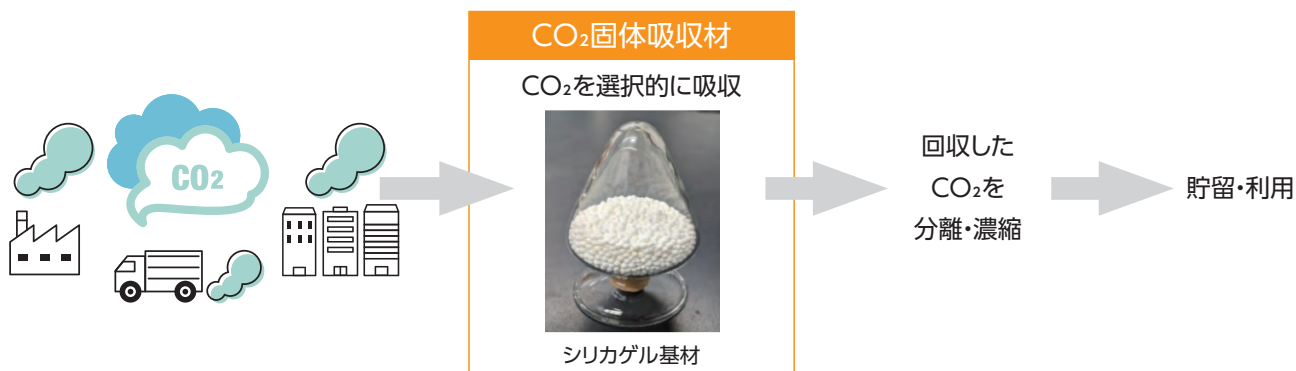 CO₂固体吸収材
CO₂を選択的に吸収
CO2
シリカゲル基材
回収した
CO₂を
分離・濃縮
貯留・利用